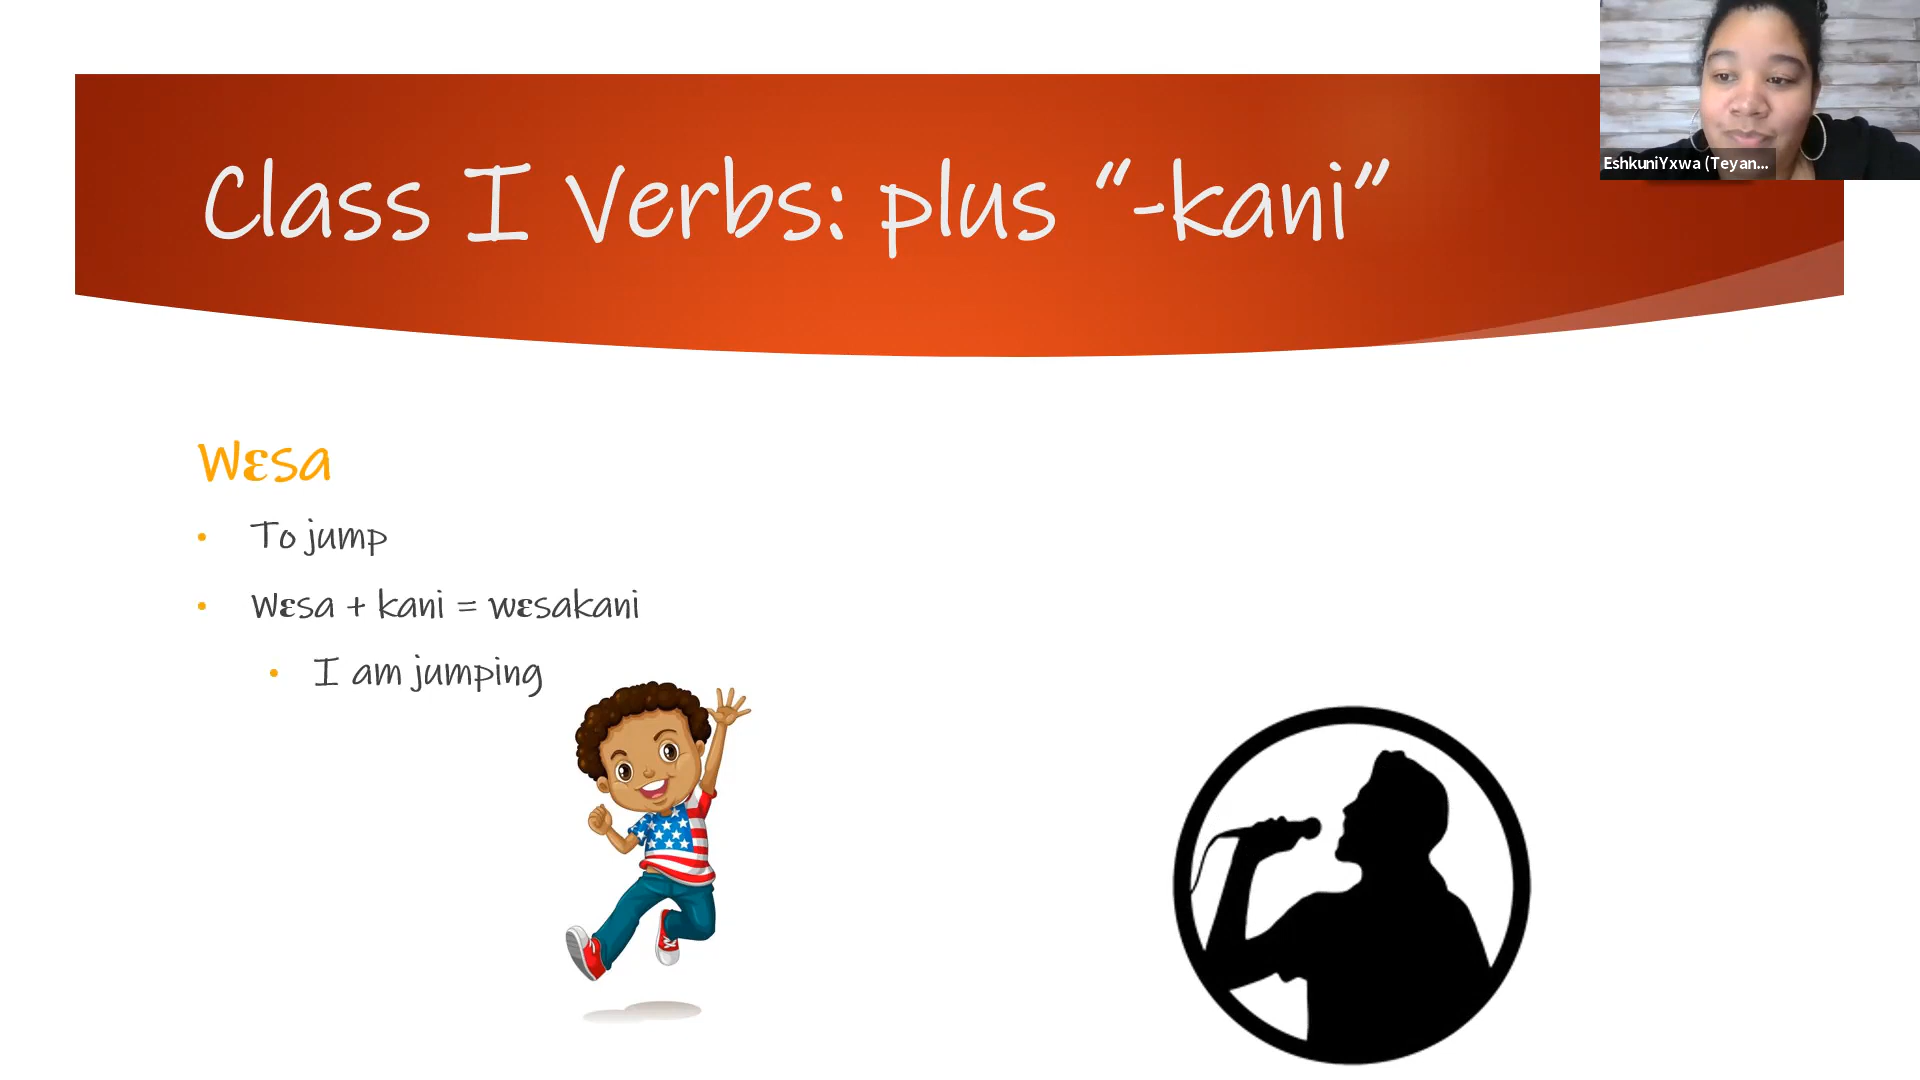 Class I Verbs: plus "-kani"
EshkuniYxwa (Teyan...
Wɛsa
• To jump
• Wɛsa + kani = wɛsakani
• I am jumping